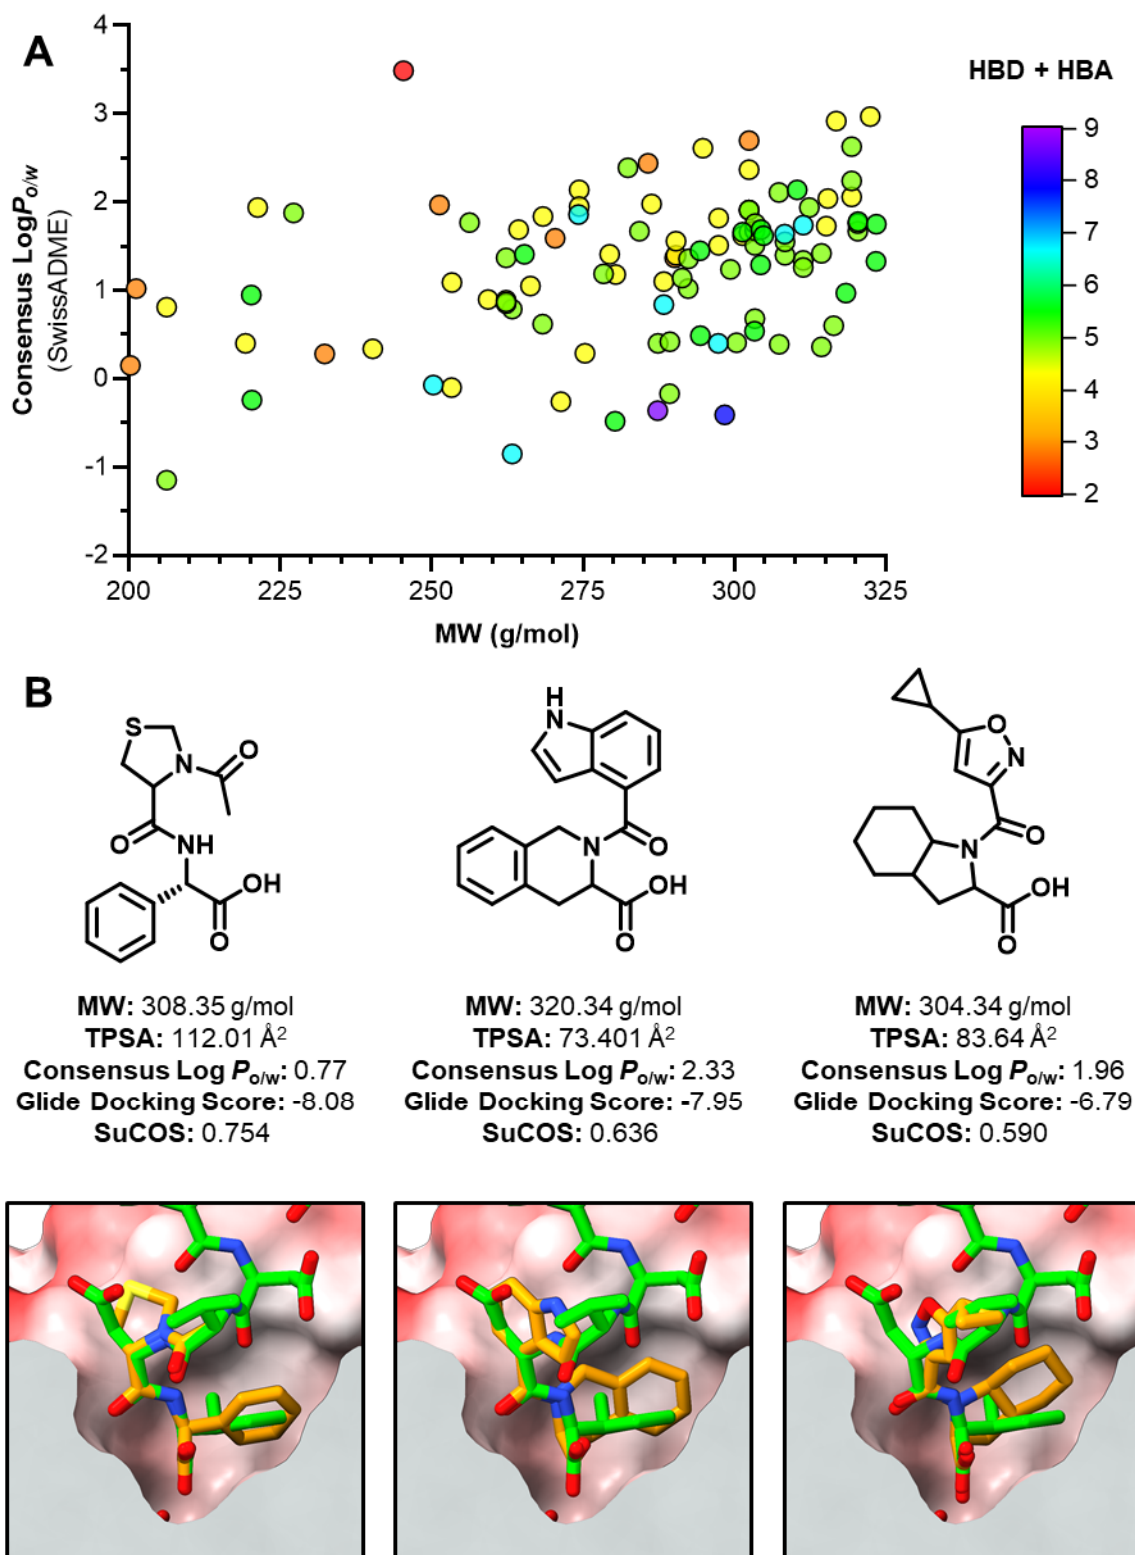 A
HBD + HBA
Consensus LogPo/w
(SwissADME)
4
3
2
1
0
-1
-2
200 225 250 275 300 325
MW (g/mol)
9
8
7
6
5
4
3
2
B
S
N
O
O
NH
OH
O
H
N
N
O
OH
O
O
N
N
O
OH
O
MW: 308.35 g/mol
TPSA: 112.01 Å2
Consensus Log Po/w: 0.77
Glide Docking Score: -8.08
SuCOS: 0.754
MW: 320.34 g/mol
TPSA: 73.401 Å2
Consensus Log Po/w: 2.33
Glide Docking Score: -7.95
SuCOS: 0.636
MW: 304.34 g/mol
TPSA: 83.64 Å2
Consensus Log Po/w: 1.96
Glide Docking Score: -6.79
SuCOS: 0.590